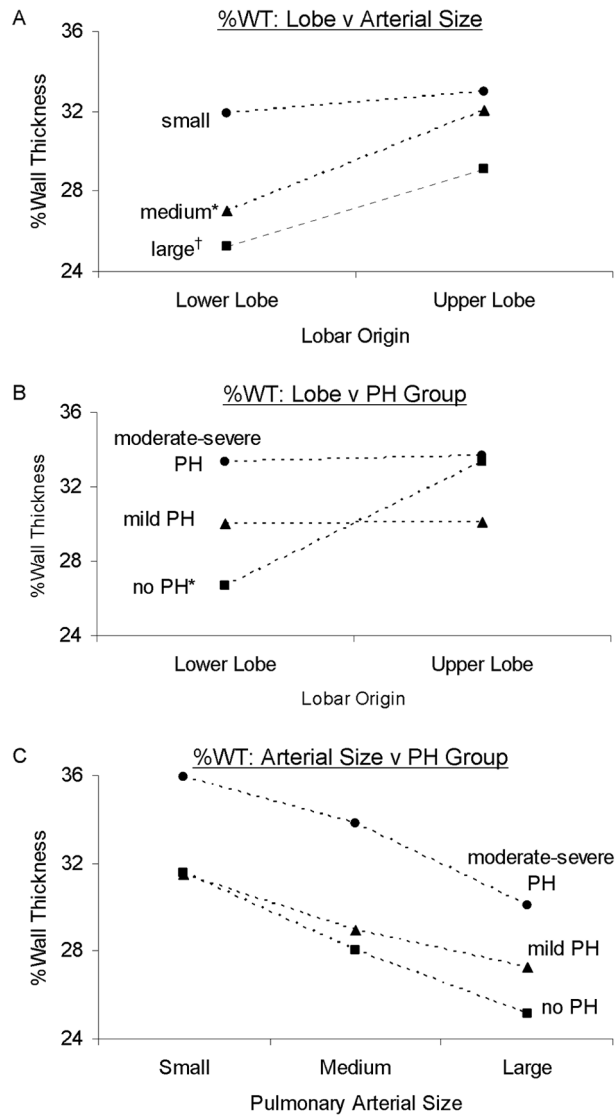 A
%WT: Lobe v Arterial Size
36
32
28
24
%Wall Thickness
small
medium*
large†
Lower Lobe
Upper Lobe
Lobar Origin
B
%WT: Lobe v PH Group
36
32
28
24
%Wall Thickness
moderate-severe
PH
mild PH
no PH*
Lower Lobe
Upper Lobe
Lobar Origin
C
%WT: Arterial Size v PH Group
36
32
28
24
%Wall Thickness
moderate-severe
PH
mild PH
no PH
Small
Medium
Large
Pulmonary Arterial Size